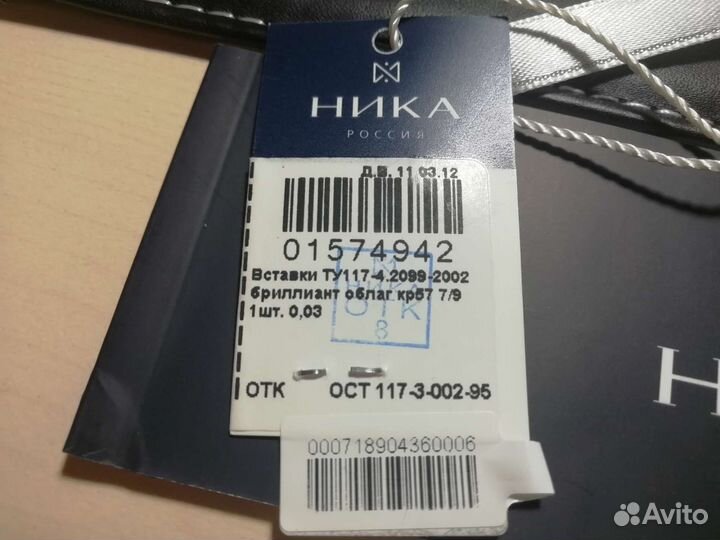 НИКА
РОССИЯ
Д.В. 11 03.12
01574942
Вставки ТУ117-4.2099-2002
бриллиант облаг кр57 7/9
1шт. 0,03
НИКА
ОТК
8
ОТК ОСТ 117-3-002-95
000718904360006
Н
Avito